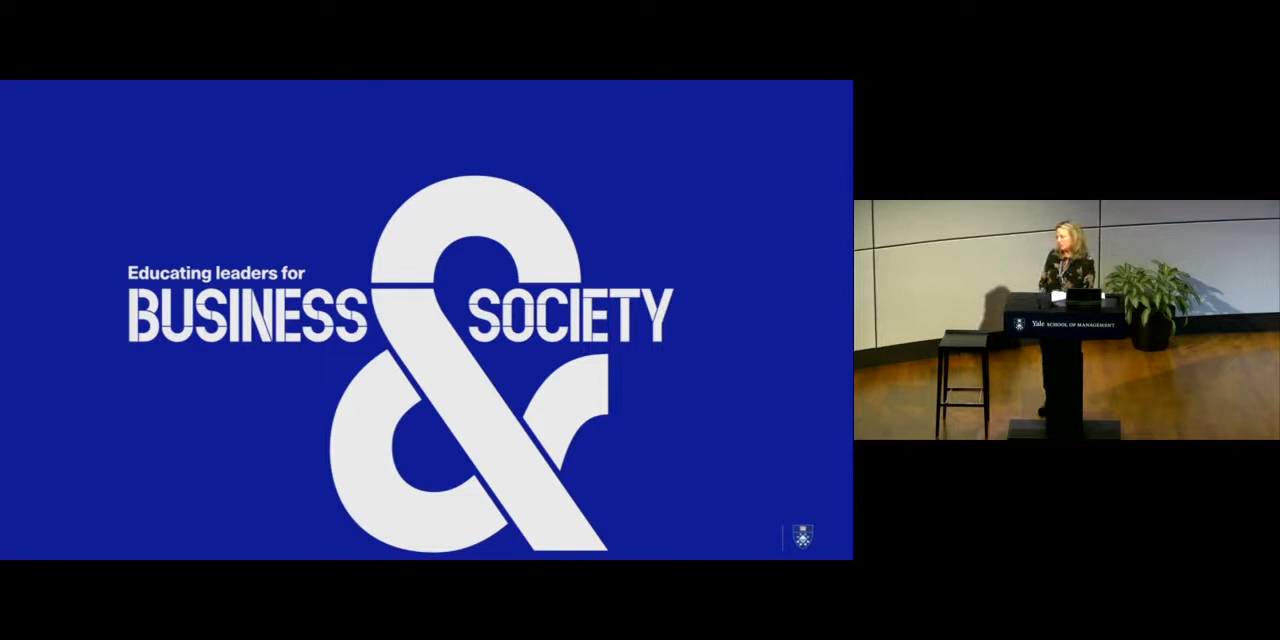 Educating leaders for
BUSINESS & SOCIETY
Yale SCHOOL OF MANAGEMENT